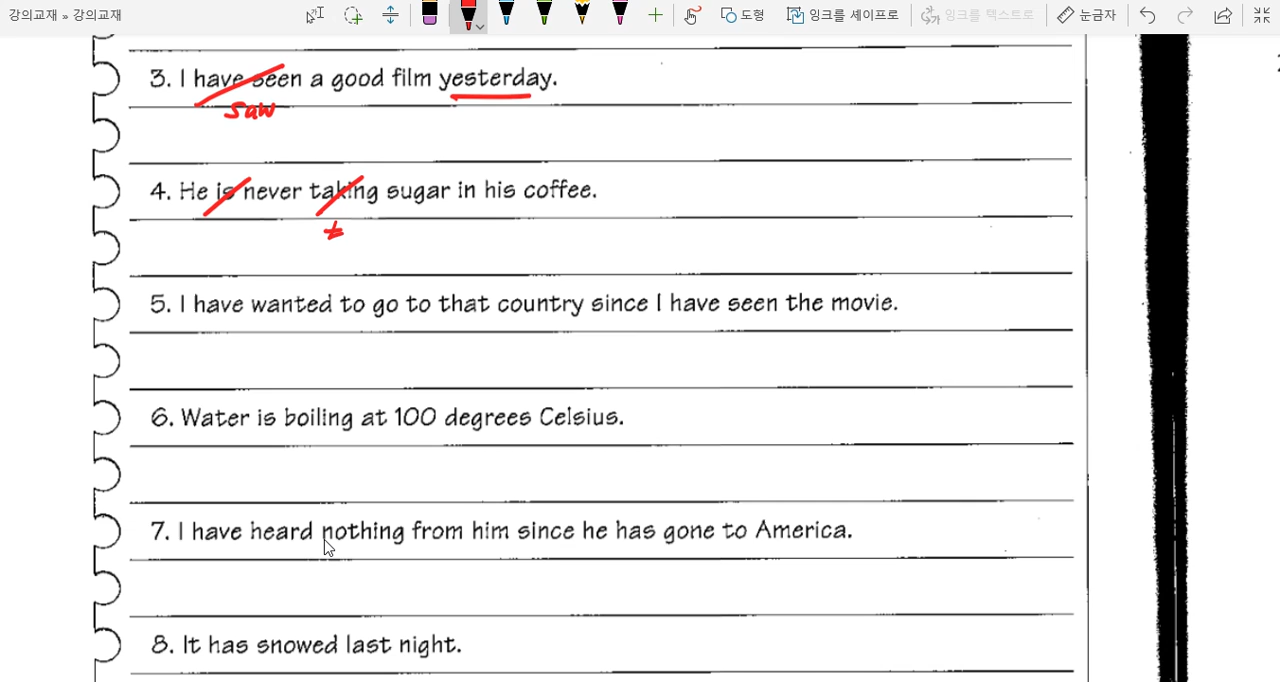 강의교재 » 강의교재 도형 잉크를 셰이프로 잉크를 텍스트로 눈금자
3. I have seen a good film yesterday.
saw
4. He is never taking sugar in his coffee.
t
5. I have wanted to go to that country since I have seen the movie.
6. Water is boiling at 100 degrees Celsius.
7. I have heard nothing from him since he has gone to America.
8. It has snowed last night.